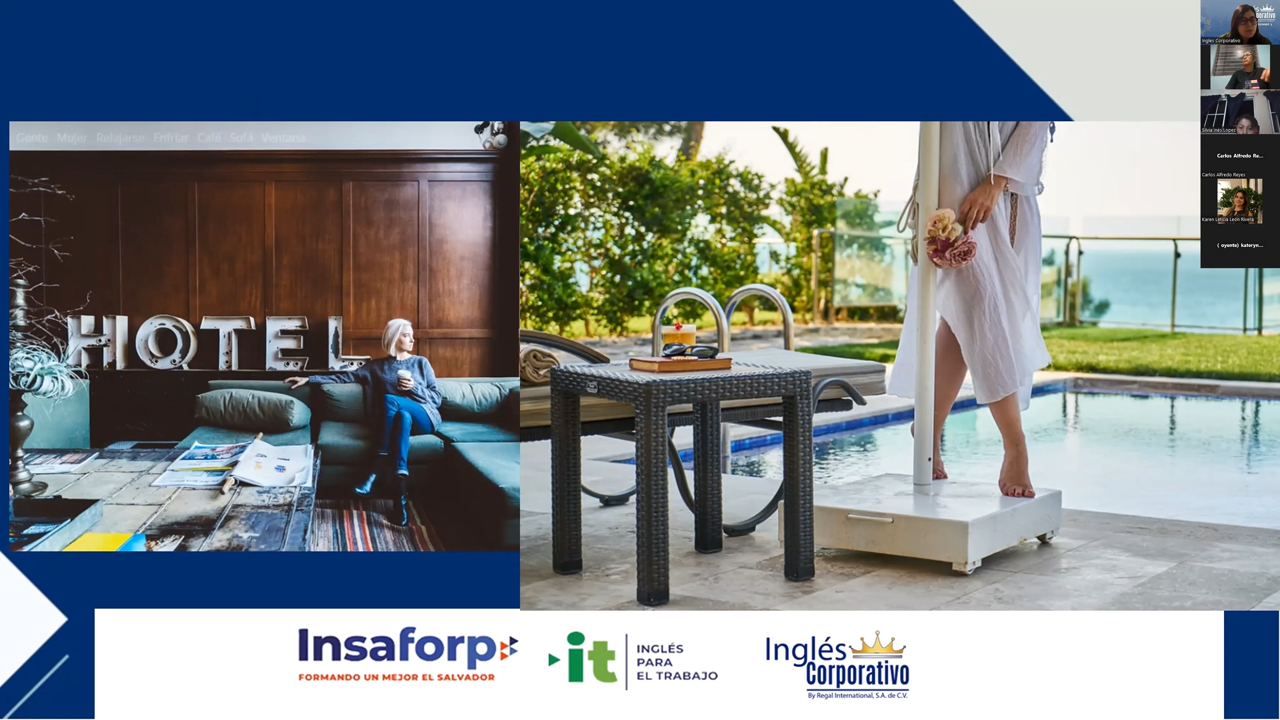 Gente Mujer Relajarse Enfriar Café Sofá Ventana
HOTEL
Insaforp
FORMANDO UN MEJOR EL SALVADOR
it
INGLÉS
PARA
EL TRABAJO
Inglés
Corporativo
By Regal International, S.A. de C.V.
Inglés Corporativo
Silvia Inés López
Carlos Alfredo Re...
Carlos Alfredo Reyes
Karen Leticia León Rivera
( oyente) kateryn...